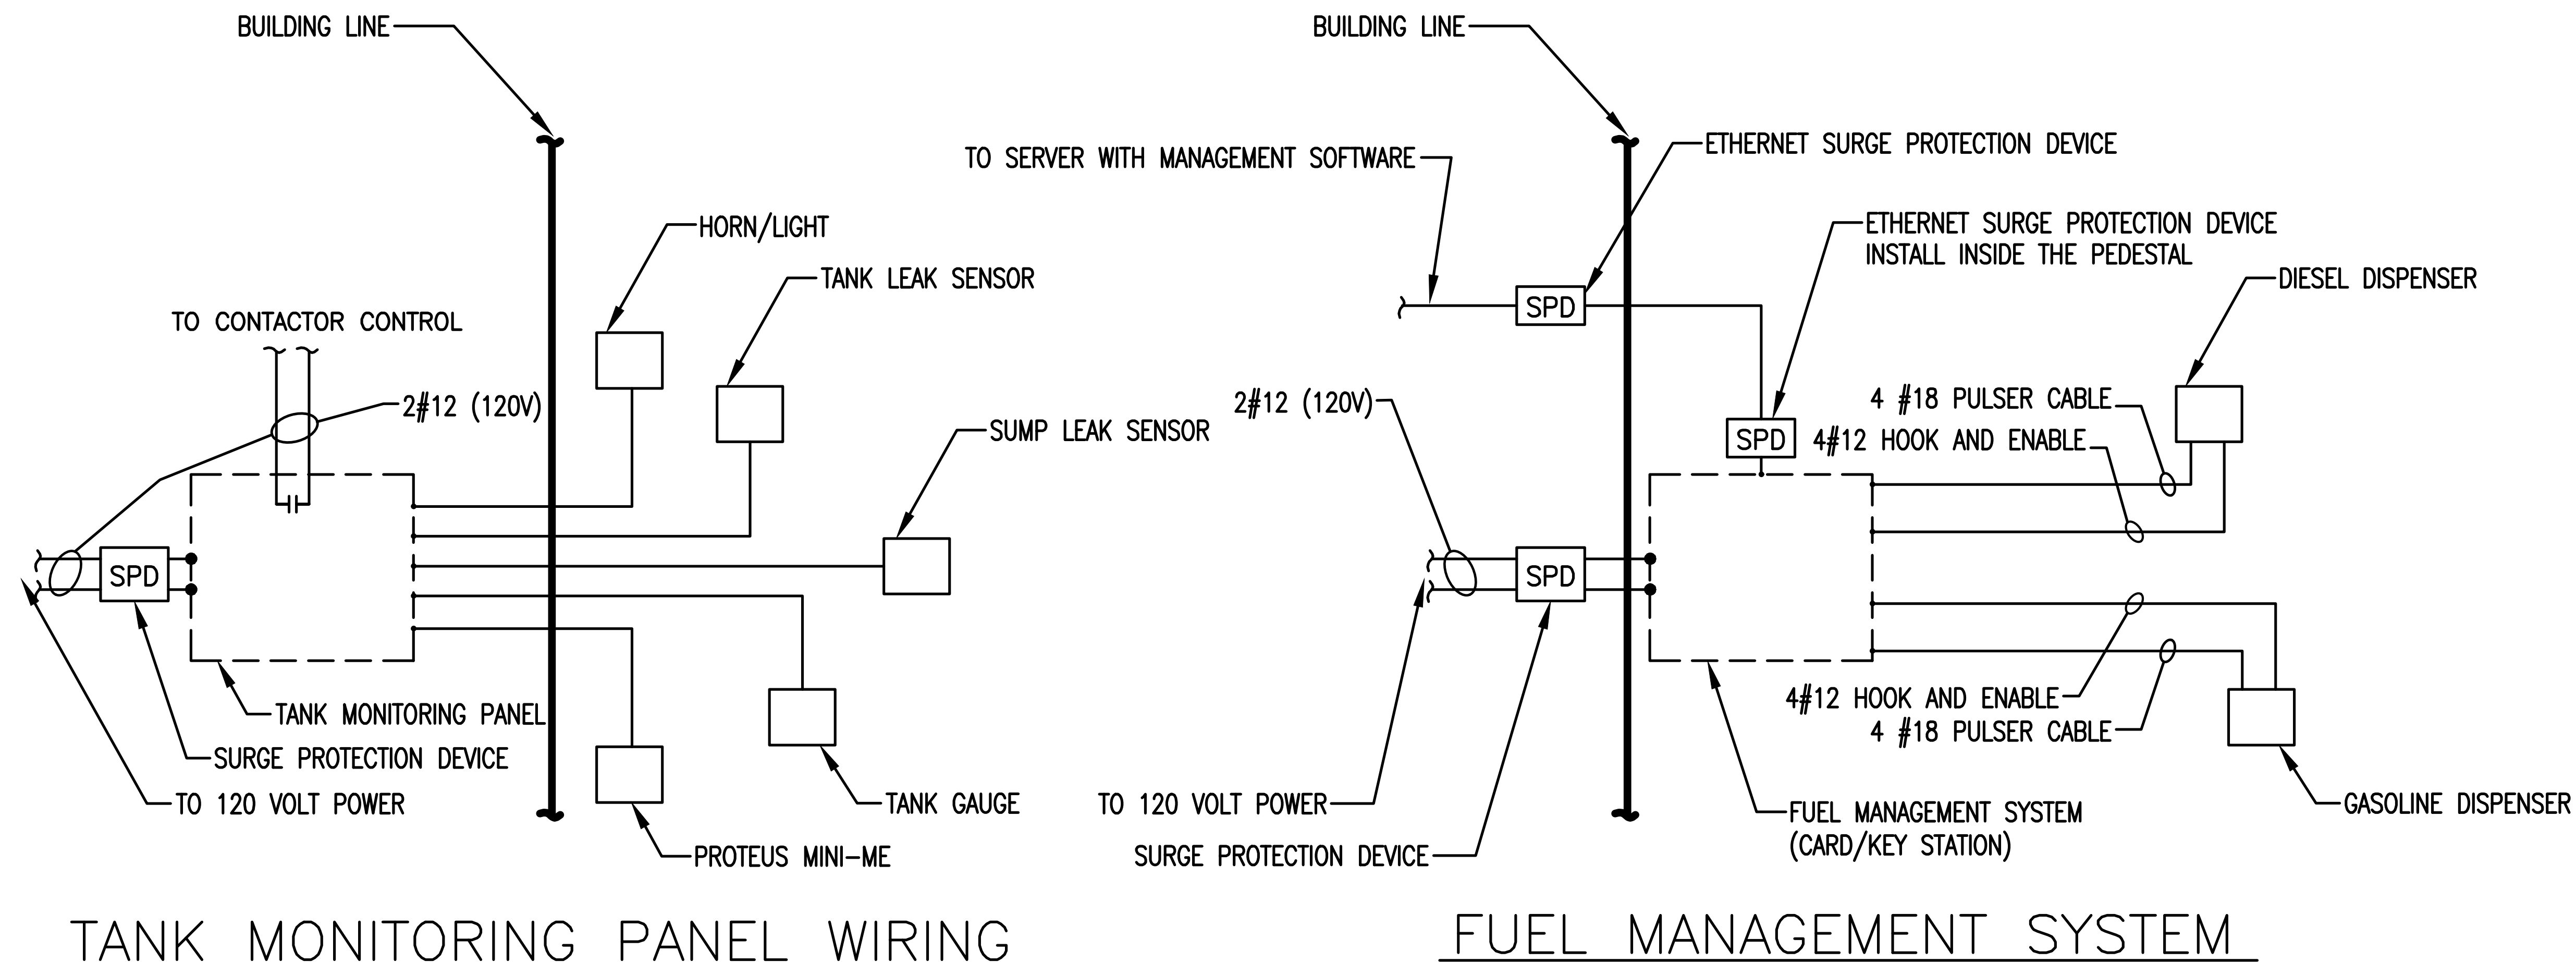 BUILDING LINE
HORN/LIGHT
TANK LEAK SENSOR
TO CONTACTOR CONTROL
2#12 (120V)
SUMP LEAK SENSOR
SPD
TANK MONITORING PANEL
SURGE PROTECTION DEVICE
TO 120 VOLT POWER
TANK GAUGE
PROTEUS MINI-ME
TANK MONITORING PANEL WIRING
BUILDING LINE
TO SERVER WITH MANAGEMENT SOFTWARE
ETHERNET SURGE PROTECTION DEVICE
ETHERNET SURGE PROTECTION DEVICE
INSTALL INSIDE THE PEDESTAL
DIESEL DISPENSER
SPD
2#12 (120V)
4 #18 PULSER CABLE
SPD
4#12 HOOK AND ENABLE
SPD
4#12 HOOK AND ENABLE
4 #18 PULSER CABLE
TO 120 VOLT POWER
SURGE PROTECTION DEVICE
FUEL MANAGEMENT SYSTEM
(CARD/KEY STATION)
GASOLINE DISPENSER
FUEL MANAGEMENT SYSTEM